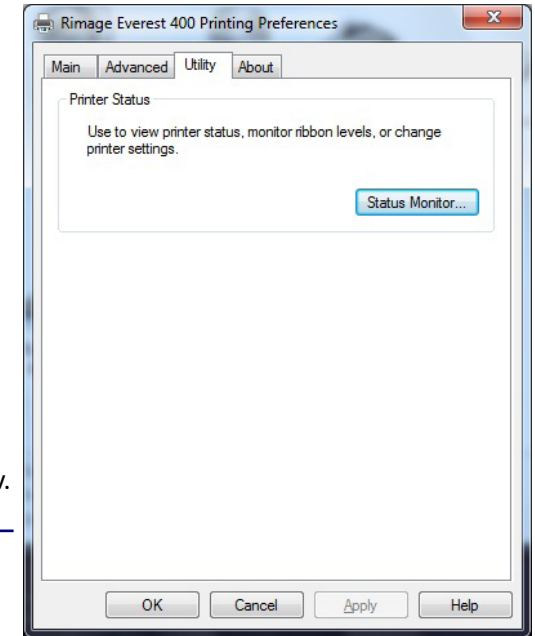 Rimage Everest 400 Printing Preferences
Main Advanced Utility About
Printer Status
Use to view printer status, monitor ribbon levels, or change
printer settings.
Status Monitor...
y.
OK Cancel Apply Help